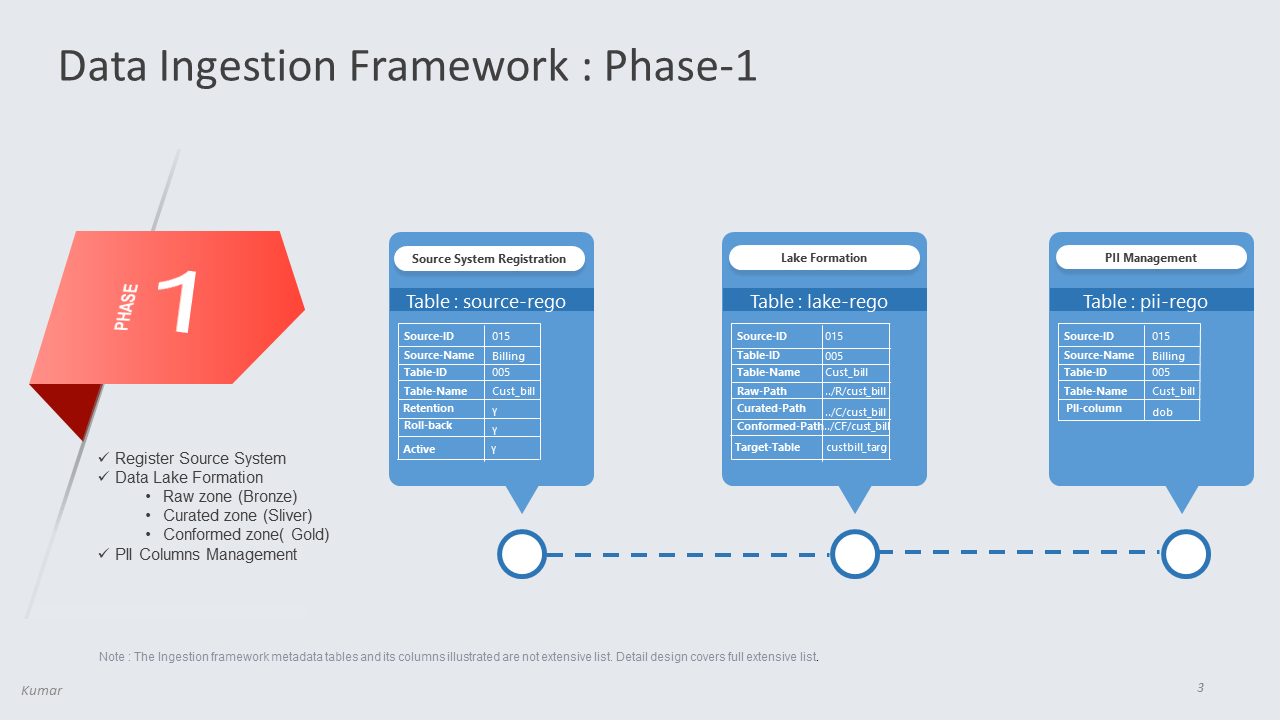 Data Ingestion Framework : Phase-1
PHASE 1
✓ Register Source System
✓ Data Lake Formation
• Raw zone (Bronze)
• Curated zone (Sliver)
• Conformed zone( Gold)
✓ PII Columns Management
Source System Registration
Table : source-rego
Source-ID 015
Source-Name Billing
Table-ID 005
Table-Name Cust_bill
Retention y
Roll-back y
Active Y
Lake Formation
Table : lake-rego
Source-ID 015
Table-ID 005
Table-Name Cust_bill
Raw-Path ../R/cust_bill
Curated-Path ../C/cust_bill
Conformed-Path ../CF/cust_bill
Target-Table custbill_targ
PII Management
Table : pii-rego
Source-ID 015
Source-Name Billing
Table-ID 005
Table-Name Cust_bill
PII-column dob
Note : The Ingestion framework metadata tables and its columns illustrated are not extensive list. Detail design covers full extensive list.
Kumar
3